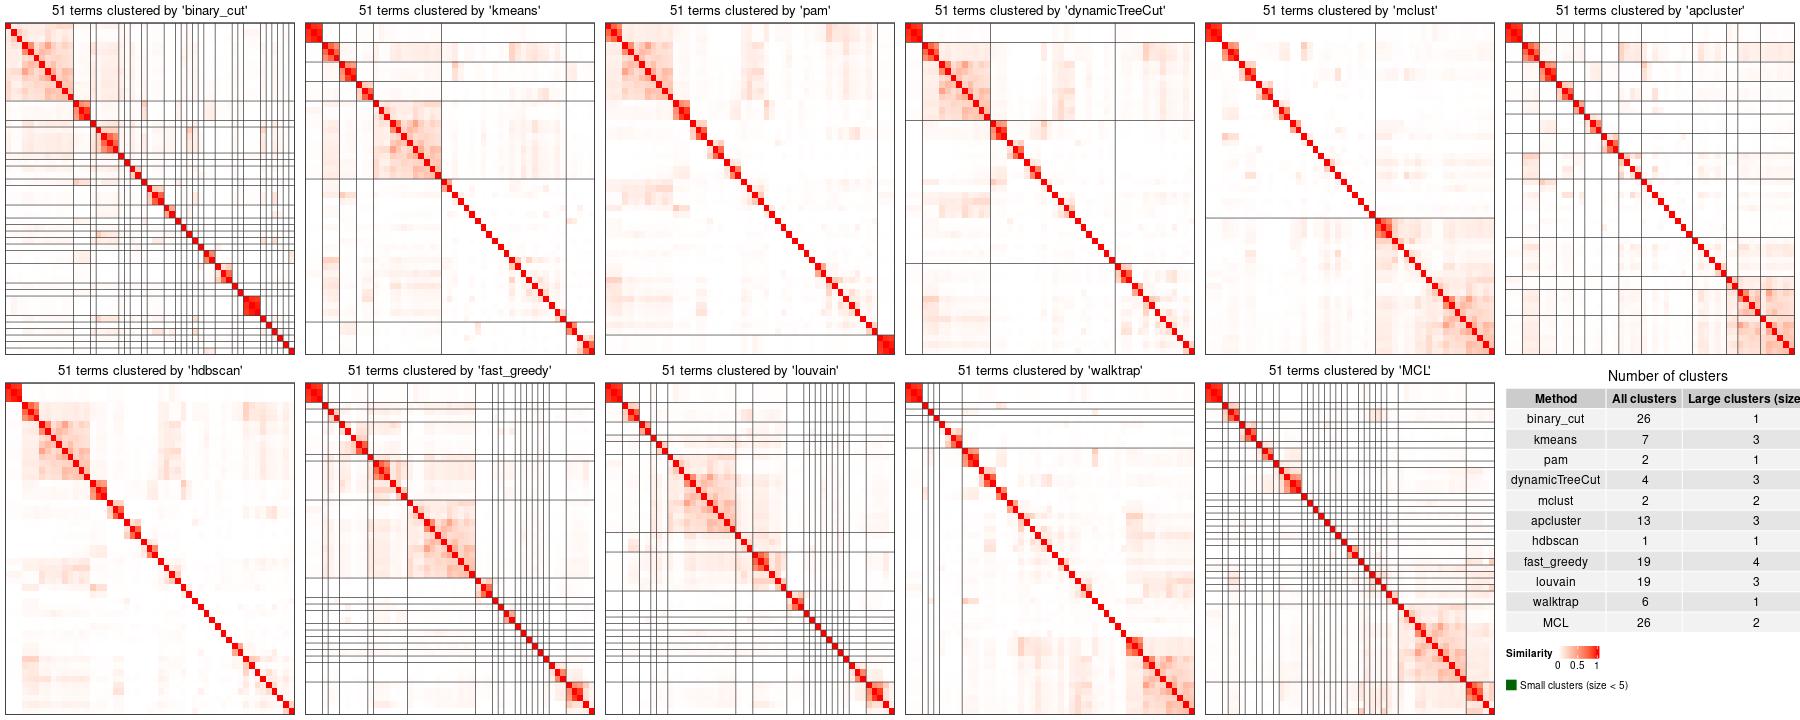 51 terms clustered by 'binary_cut'
51 terms clustered by 'kmeans'
51 terms clustered by 'pam'
51 terms clustered by 'dynamicTreeCut'
51 terms clustered by 'mclust'
51 terms clustered by 'apcluster'
51 terms clustered by 'hdbscan'
51 terms clustered by 'fast_greedy'
51 terms clustered by 'louvain'
51 terms clustered by 'walktrap'
51 terms clustered by 'MCL'
Number of clusters
Method All clusters Large clusters (size
binary_cut 26 1
kmeans 7 3
pam 2 1
dynamicTreeCut 4 3
mclust 2 2
apcluster 13 3
hdbscan 1 1
fast_greedy 19 4
louvain 19 3
walktrap 6 1
MCL 26 2
Similarity
0 0.5 1
Small clusters (size < 5)